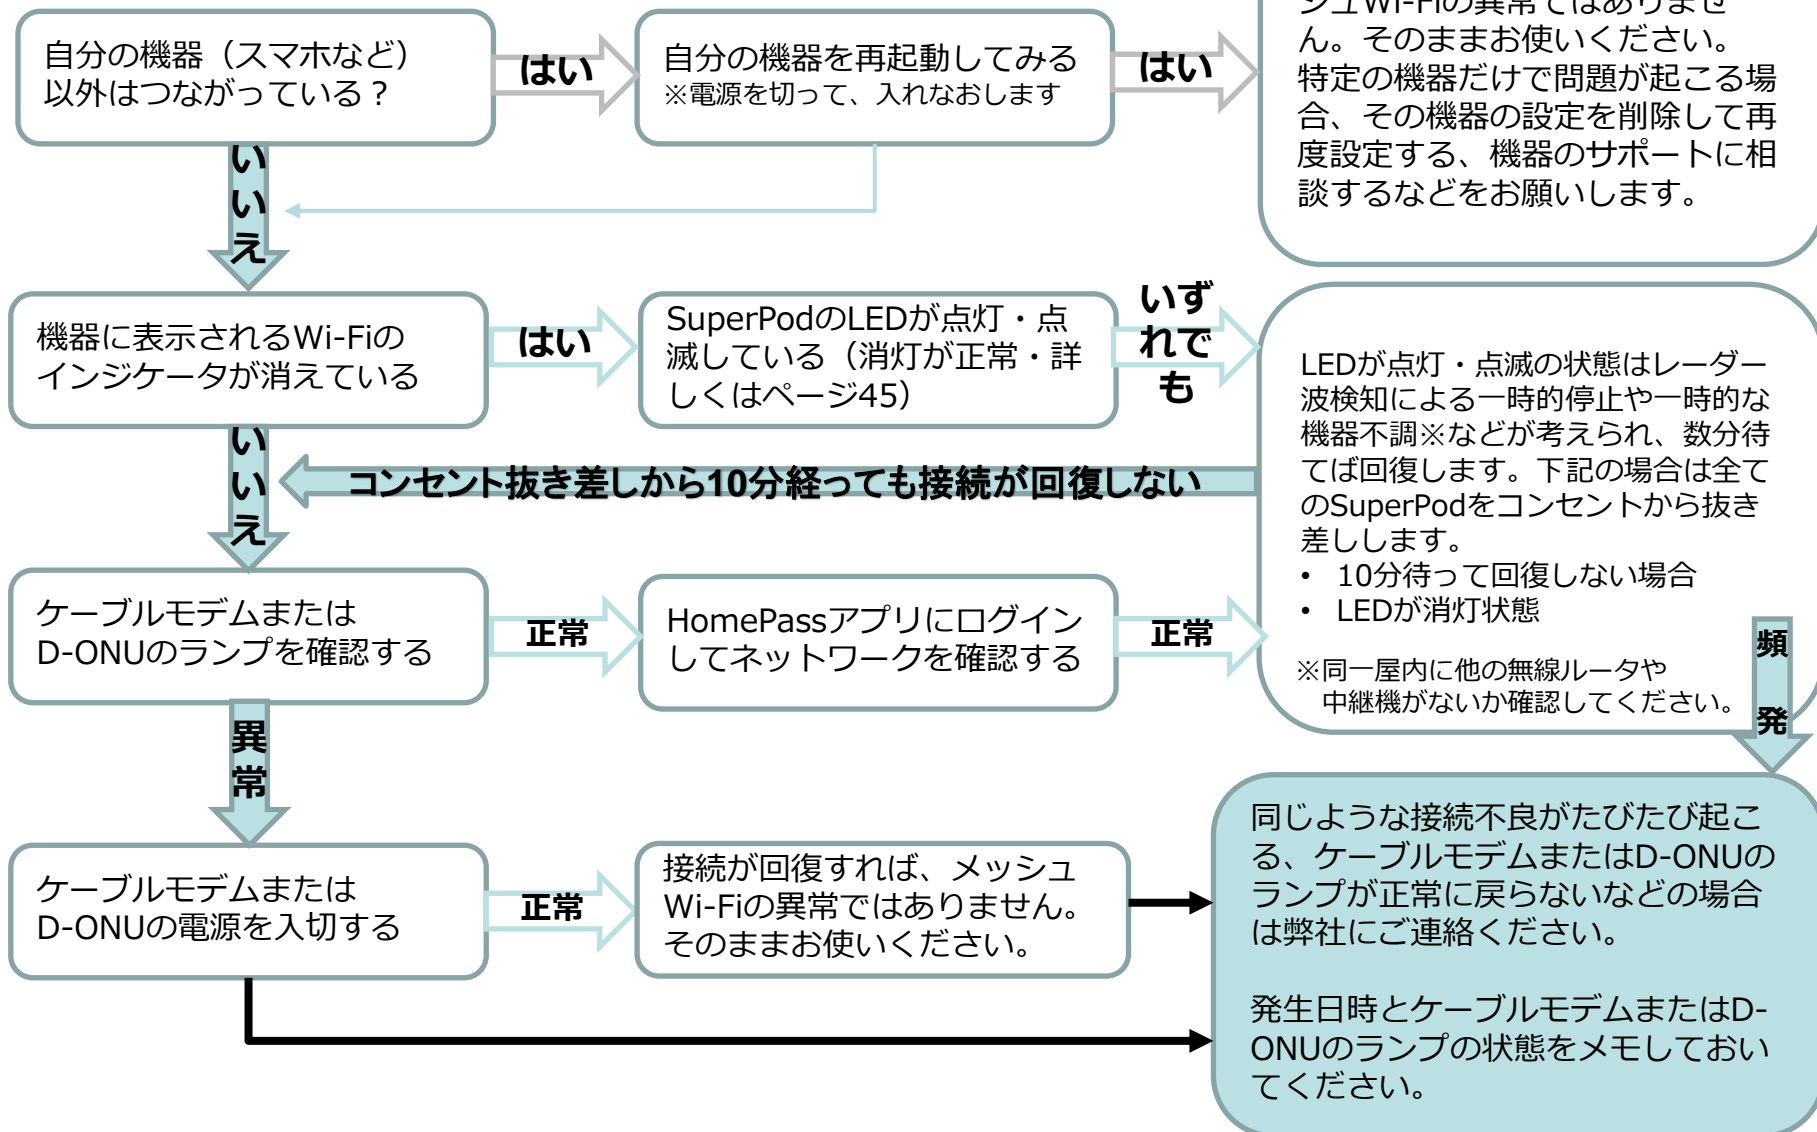 自分の機器（スマホなど）
以外はつながっている？
はい
自分の機器を再起動してみる
※電源を切って、入れなおします
はい
シュWi-Fiの異常ではありませ
ん。そのままお使いください。
特定の機器だけで問題が起こる場
合、その機器の設定を削除して再
度設定する、機器のサポートに相
談するなどをお願いします。
いいえ
機器に表示されるWi-Fiの
インジケータが消えている
はい
SuperPodのLEDが点灯・点
滅している（消灯が正常・詳
しくはページ45）
いず
れで
も
LEDが点灯・点滅の状態はレーダー
波検知による一時的停止や一時的な
機器不調※などが考えられ、数分待
てば回復します。下記の場合は全て
のSuperPodをコンセントから抜き
差しします。
• 10分待って回復しない場合
• LEDが消灯状態
※同一屋内に他の無線ルータや
中継機がないか確認してください。
いいえ
コンセント抜き差しから10分経っても接続が回復しない
ケーブルモデムまたは
D-ONUのランプを確認する
正常
HomePassアプリにログイン
してネットワークを確認する
正常
頻発
異常
ケーブルモデムまたは
D-ONUの電源を入切する
正常
接続が回復すれば、メッシュ
Wi-Fiの異常ではありません。
そのままお使いください。
同じような接続不良がたびたび起こ
る、ケーブルモデムまたはD-ONUの
ランプが正常に戻らないなどの場合
は弊社にご連絡ください。
発生日時とケーブルモデムまたはD-
ONUのランプの状態をメモしておい
てください。